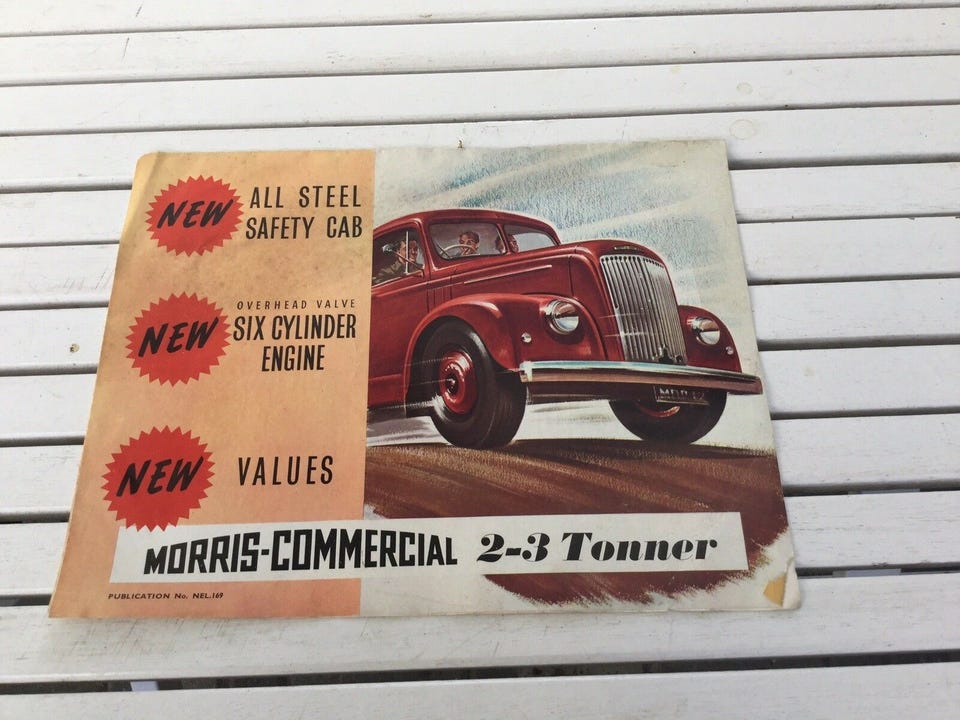 NEW
ALL STEEL
SAFETY CAB
NEW
OVERHEAD VALVE
SIX CYLINDER
ENGINE
NEW
VALUES
MORRIS-COMMERCIAL 2-3 Tonner
PUBLICATION No. NEL.169